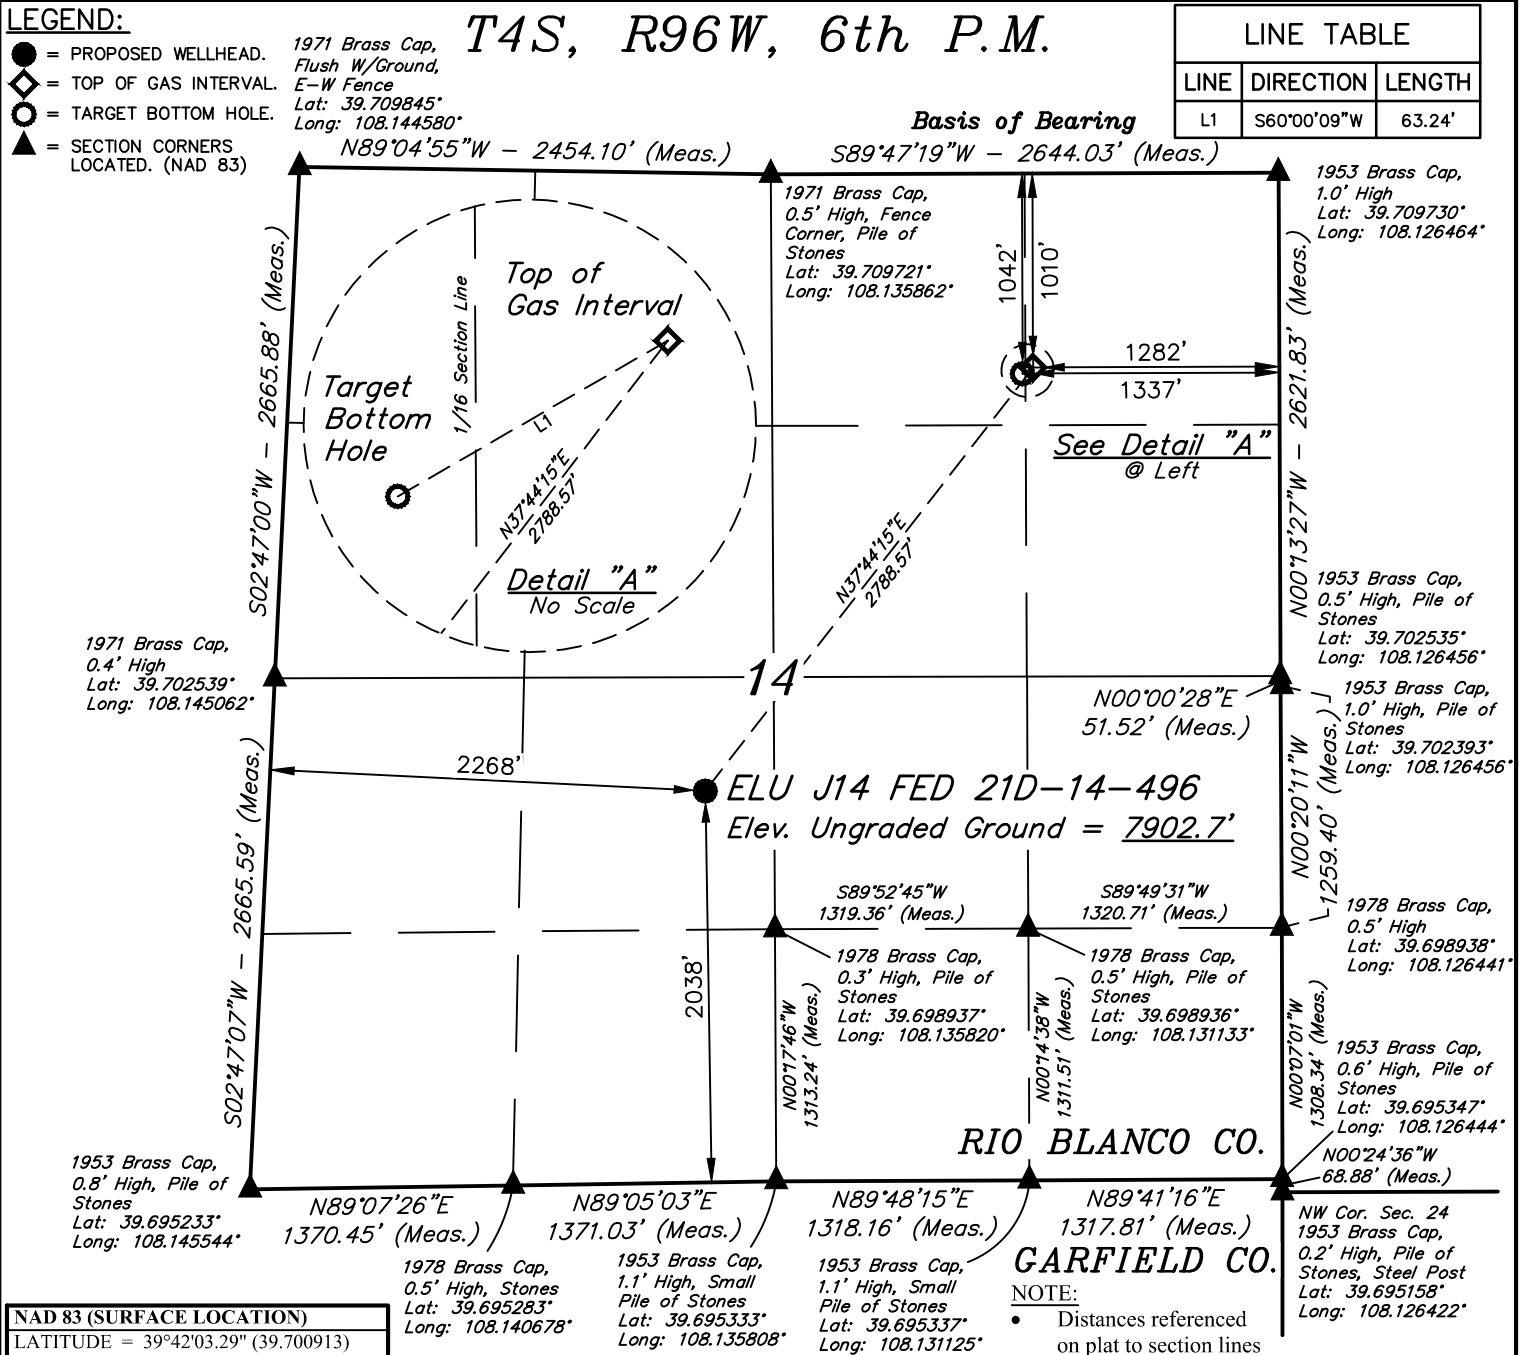 LEGEND:
= PROPOSED WELLHEAD.
= TOP OF GAS INTERVAL.
= TARGET BOTTOM HOLE.
= SECTION CORNERS
LOCATED. (NAD 83)
T4S, R96W, 6th P.M.
LINE TABLE
LINE DIRECTION LENGTH
L1 S60°00'09"W 63.24'
1971 Brass Cap,
Flush W/Ground,
E-W Fence
Lat: 39.709845°
Long: 108.144580°
N89°04'55"W - 2454.10' (Meas.)
Basis of Bearing
S89°47'19"W - 2644.03' (Meas.)
1953 Brass Cap,
1.0' High
Lat: 39.709730°
Long: 108.126464°
1971 Brass Cap,
0.5' High, Fence
Corner, Pile of
Stones
Lat: 39.709721°
Long: 108.135862°
1042'
1010'
1282'
1337'
See Detail "A"
@ Left
S02°47'00"W - 2665.88' (Meas.)
1/16 Section Line
Top of
Gas Interval
Target
Bottom
Hole
L1
N37°44'15"E
2788.57'
Detail "A"
No Scale
N37°44'15"E
2788.57'
N00°13'27"W - 2621.83' (Meas.)
1953 Brass Cap,
0.5' High, Pile of
Stones
Lat: 39.702535°
Long: 108.126456°
1971 Brass Cap,
0.4' High
Lat: 39.702539°
Long: 108.145062°
14
N00°00'28"E
51.52' (Meas.)
1953 Brass Cap,
1.0' High, Pile of
Stones
Lat: 39.702393°
Long: 108.126456°
N00°20'11"W
1259.40' (Meas.)
2268'
ELU J14 FED 21D-14-496
Elev. Ungraded Ground = 7902.7'
S02°47'07"W - 2665.59' (Meas.)
2038'
S89°52'45"W
1319.36' (Meas.)
S89°49'31"W
1320.71' (Meas.)
1978 Brass Cap,
0.5' High
Lat: 39.698938°
Long: 108.126441°
1978 Brass Cap,
0.3' High, Pile of
Stones
Lat: 39.698937°
Long: 108.135820°
1978 Brass Cap,
0.5' High, Pile of
Stones
Lat: 39.698936°
Long: 108.131133°
N00°17'46"W
1313.24' (Meas.)
N00°14'38"W
1311.51' (Meas.)
N00°07'01"W
1308.34' (Meas.)
1953 Brass Cap,
0.6' High, Pile of
Stones
Lat: 39.695347°
Long: 108.126444°
RIO BLANCO CO.
N00°24'36"W
68.88' (Meas.)
1953 Brass Cap,
0.8' High, Pile of
Stones
Lat: 39.695233°
Long: 108.145544°
N89°07'26"E
1370.45' (Meas.)
N89°05'03"E
1371.03' (Meas.)
N89°48'15"E
1318.16' (Meas.)
N89°41'16"E
1317.81' (Meas.)
NW Cor. Sec. 24
1953 Brass Cap,
0.2' High, Pile of
Stones, Steel Post
Lat: 39.695158°
Long: 108.126422°
1978 Brass Cap,
0.5' High, Stones
Lat: 39.695283°
Long: 108.140678°
1953 Brass Cap,
1.1' High, Small
Pile of Stones
Lat: 39.695333°
Long: 108.135808°
1953 Brass Cap,
1.1' High, Small
Pile of Stones
Lat: 39.695337°
Long: 108.131125°
GARFIELD CO.
NOTE:
• Distances referenced
on plat to section lines
NAD 83 (SURFACE LOCATION)
LATITUDE = 39°42'03.29" (39.700913)